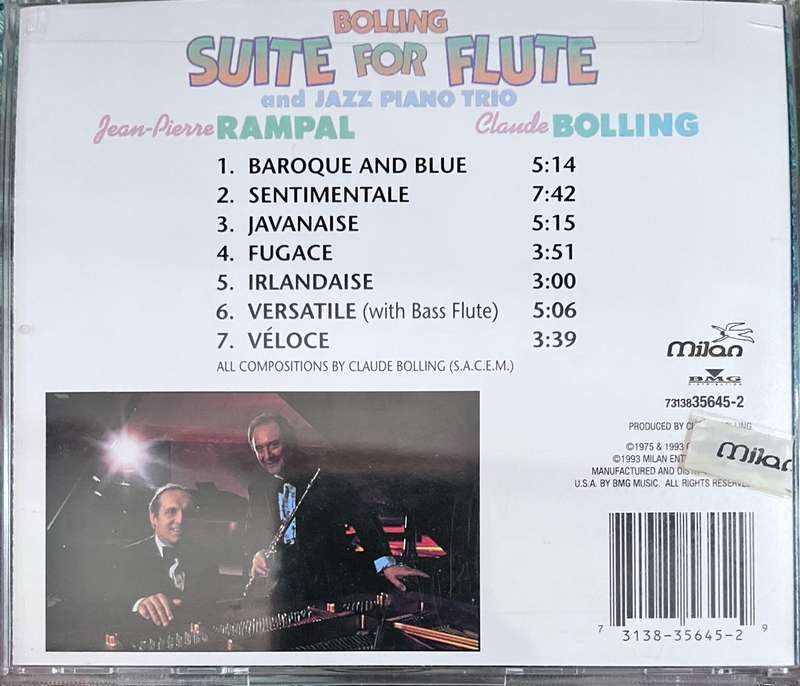 BOLLING
SUITE FOR FLUTE
and JAZZ PIANO TRIO
Jean-Pierre RAMPAL Claude BOLLING
1. BAROQUE AND BLUE 5:14
2. SENTIMENTALE 7:42
3. JAVANAISE 5:15
4. FUGACE 3:51
5. IRLANDAISE 3:00
6. VERSATILE (with Bass Flute) 5:06
7. VÉLOCE 3:39
ALL COMPOSITIONS BY CLAUDE BOLLING (S.A.C.E.M.)
milan
BMG
DISTRIBUTION
7313835645-2
PRODUCED BY
milan
©1975 & 1993
©1993 MILAN
MANUFACTURED AND
U.S.A. BY BMG MUSIC. ALL RIGHTS
7 3138-35645-2 9